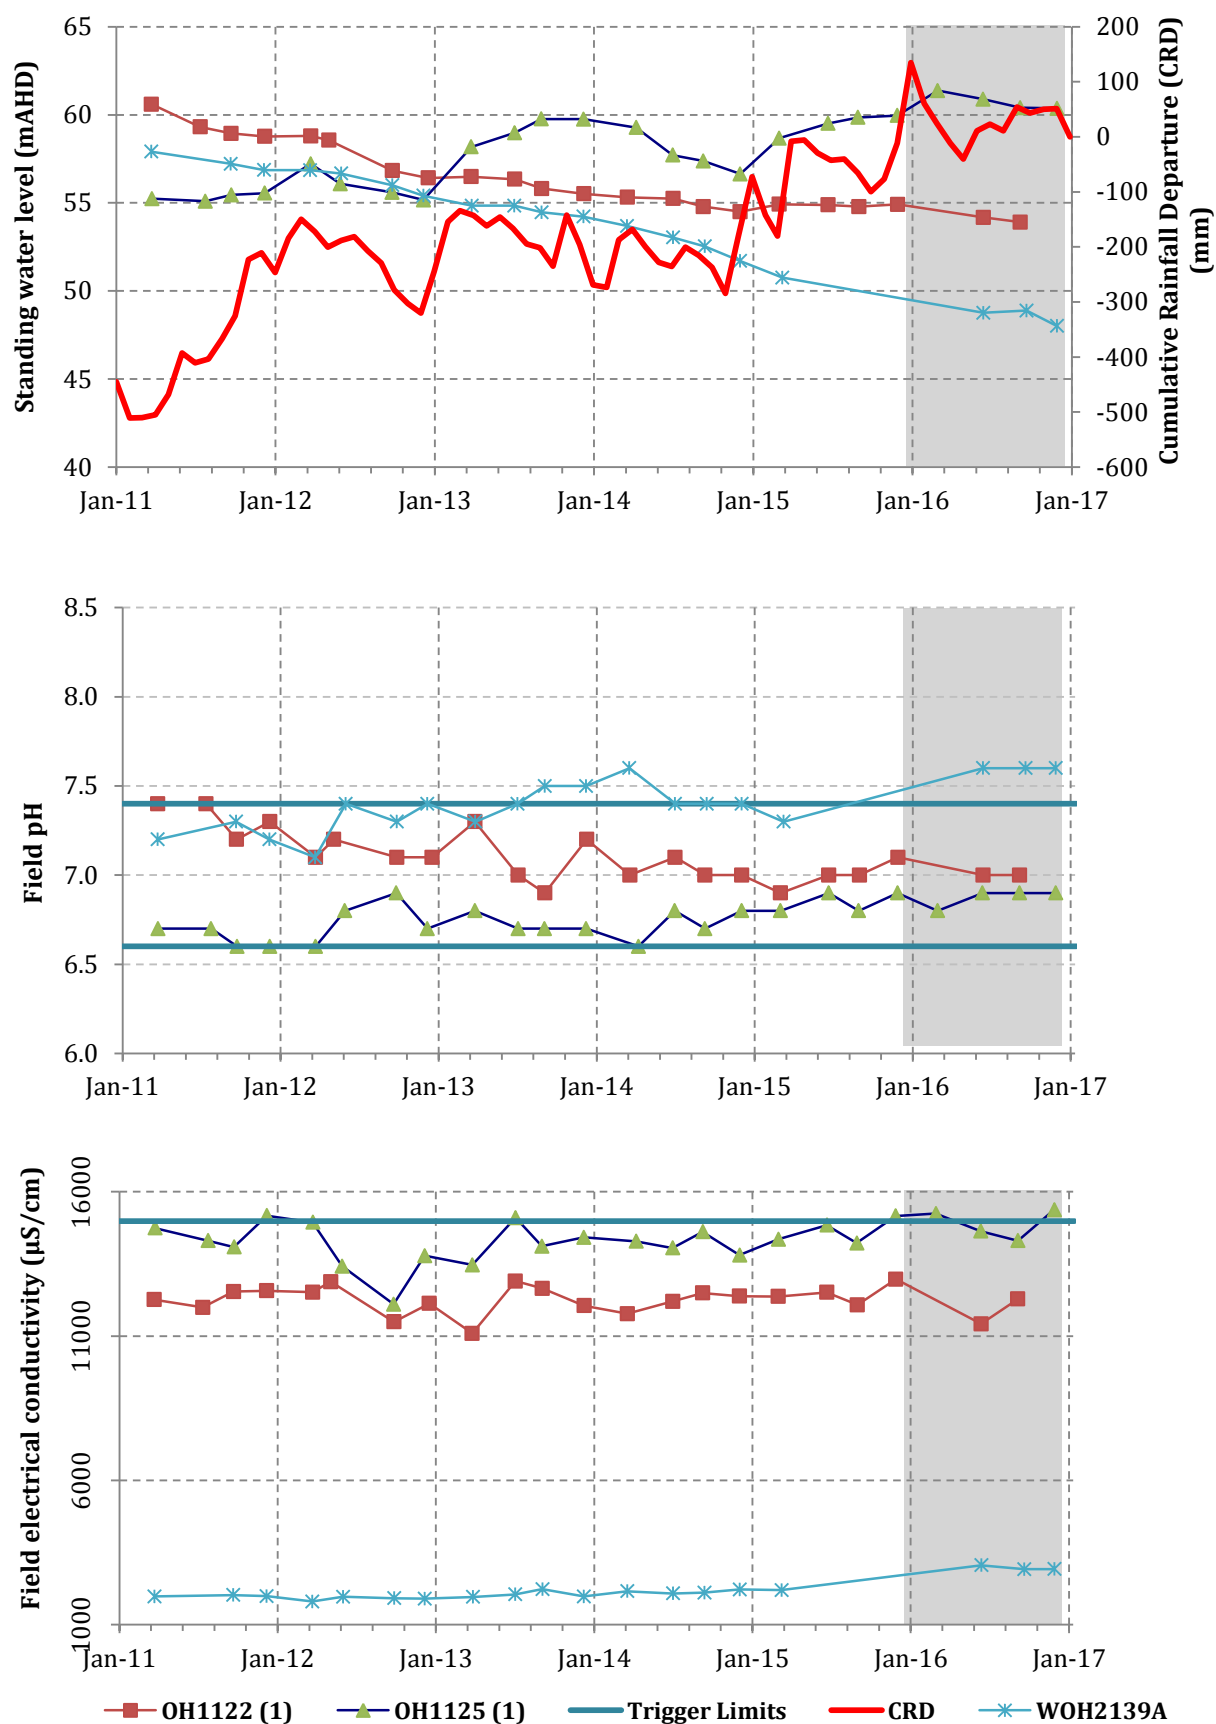 Standing water level (mAHD)
65
60
55
50
45
40
200
100
0
-100
-200
-300
-400
-500
-600
Cumulative Rainfall Departure (CRD)
(mm)
Jan-11 Jan-12 Jan-13 Jan-14 Jan-15 Jan-16 Jan-17
Field pH
8.5
8.0
7.5
7.0
6.5
6.0
Jan-11 Jan-12 Jan-13 Jan-14 Jan-15 Jan-16 Jan-17
Field electrical conductivity (µS/cm)
16000
11000
6000
1000
Jan-11 Jan-12 Jan-13 Jan-14 Jan-15 Jan-16 Jan-17
OH1122 (1) OH1125 (1) Trigger Limits CRD WOH2139A